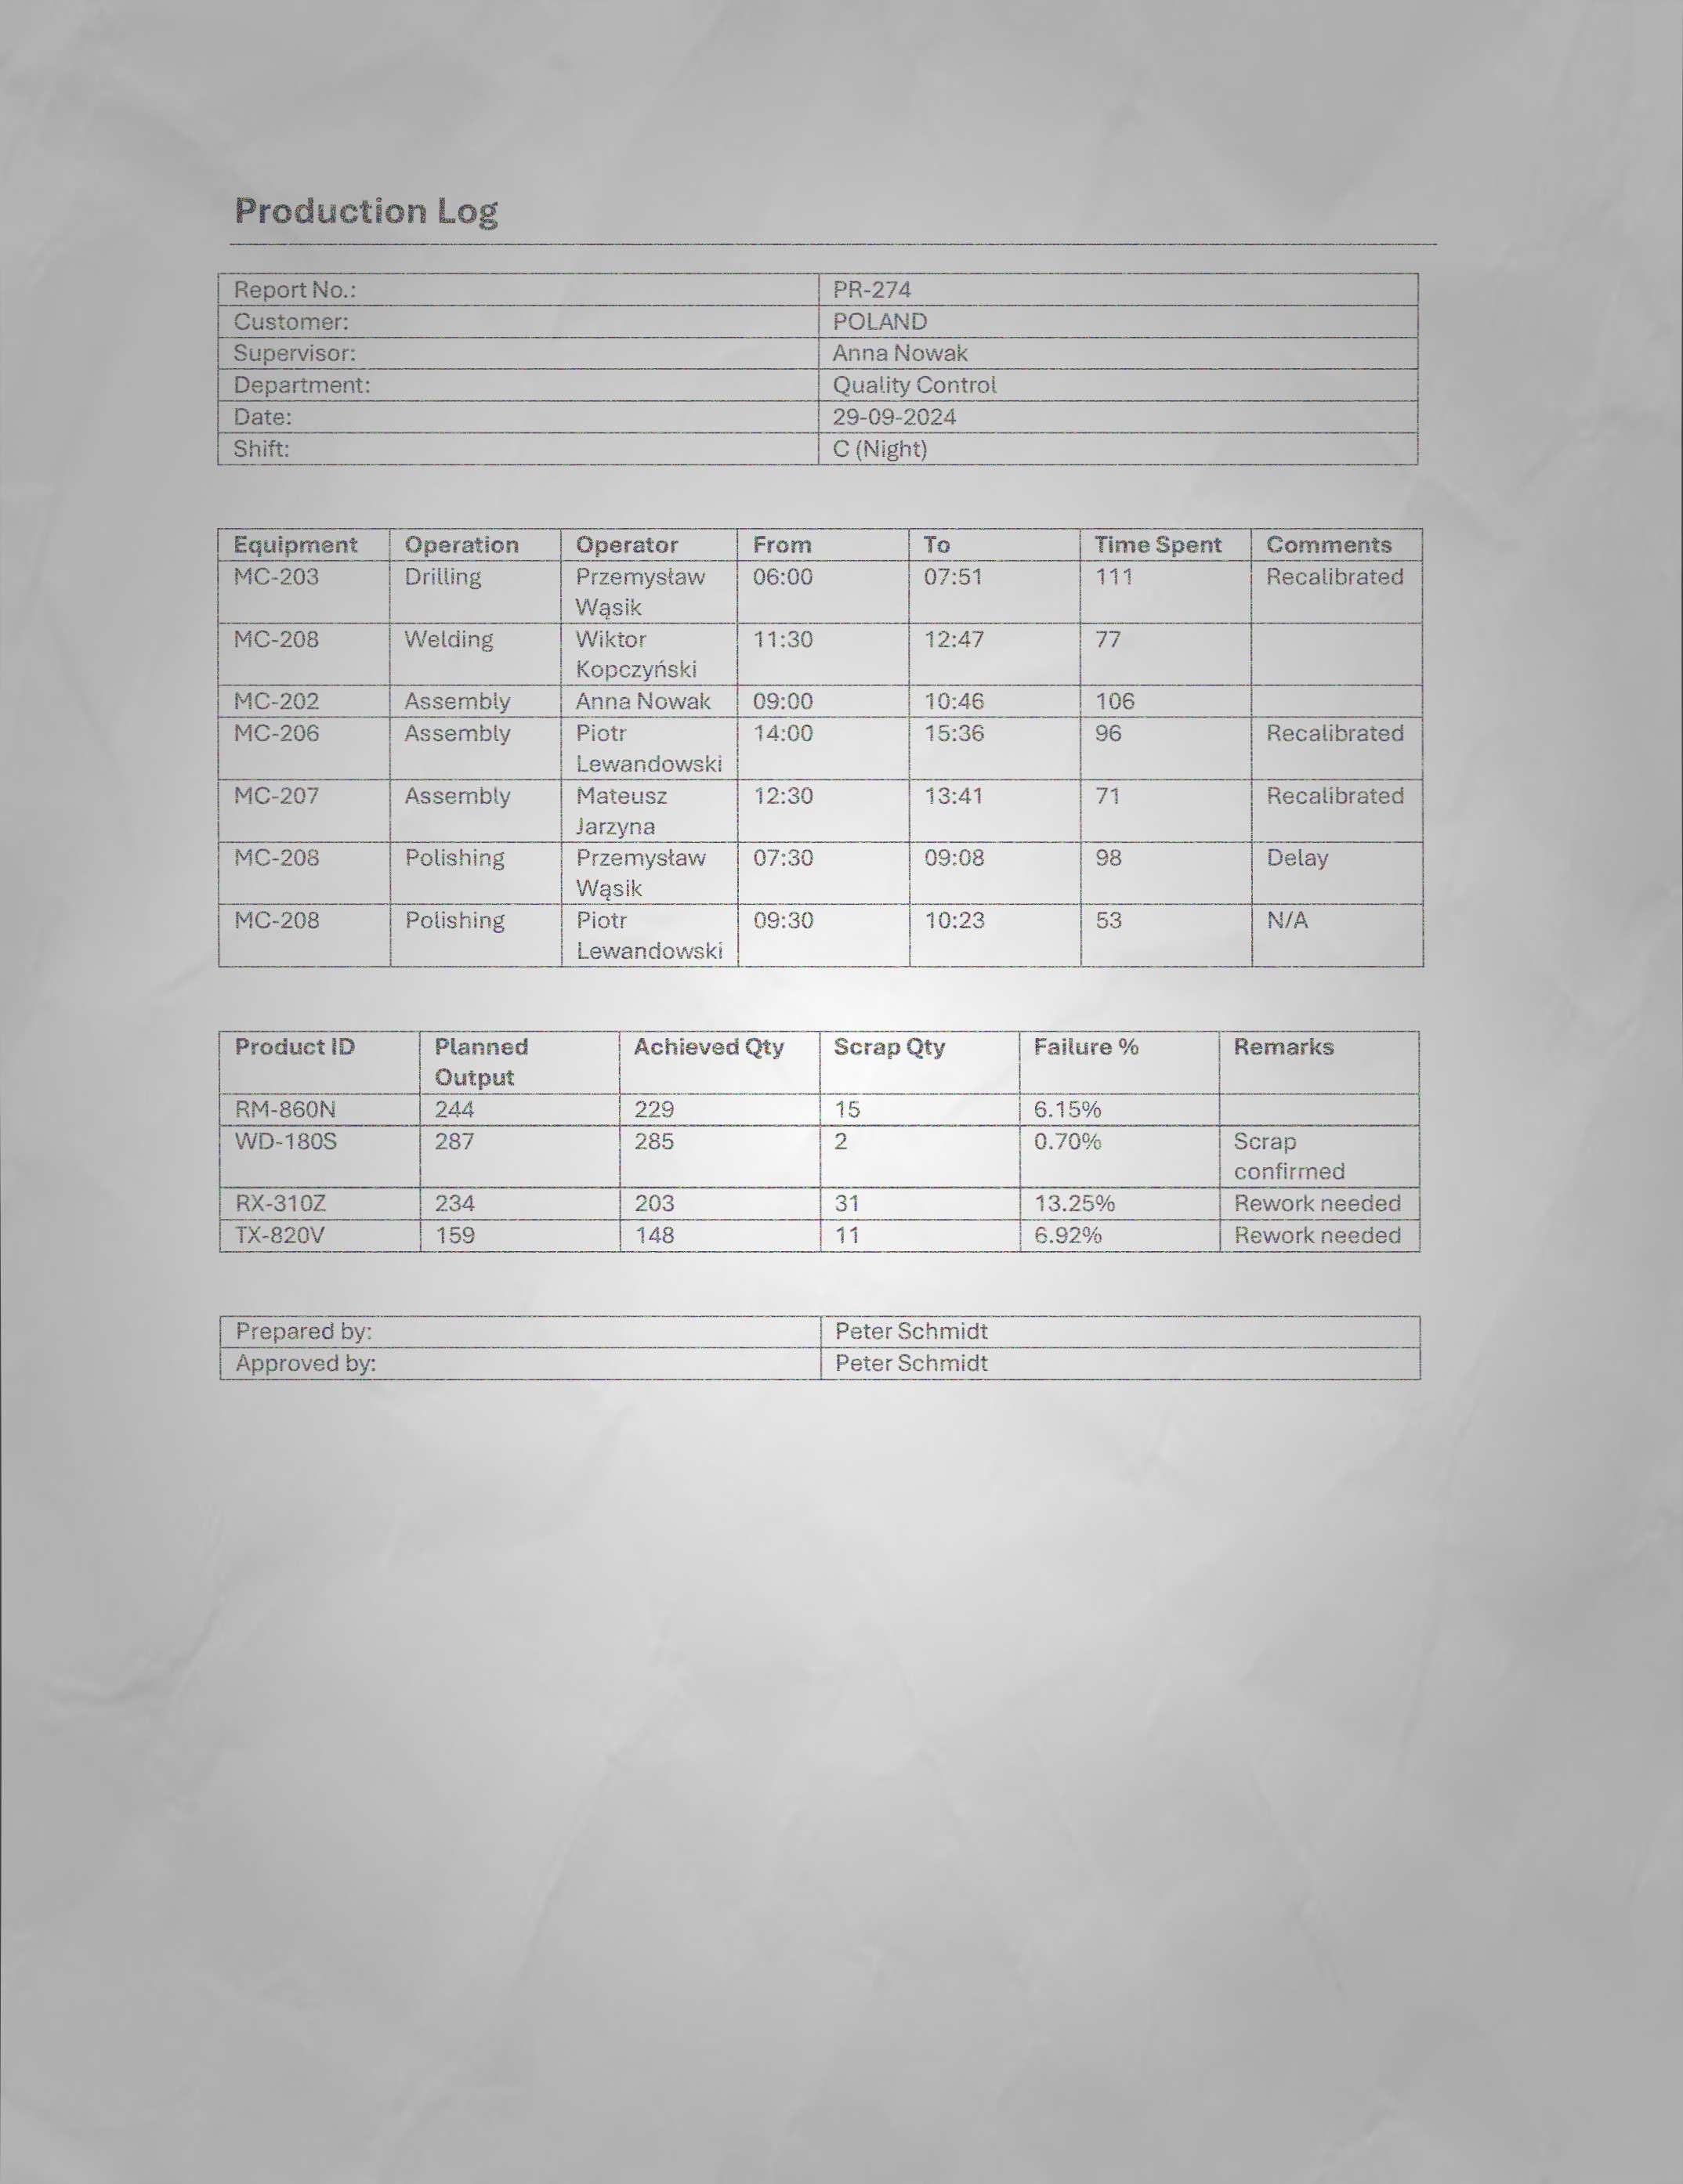 Production Log
Report No.: PR-274
Customer: POLAND
Supervisor: Anna Nowak
Department: Quality Control
Date: 29-09-2024
Shift: C (Night)
Equipment Operation Operator From To Time Spent Comments
MC-203 Drilling Przemysław 06:00 07:51 111 Recalibrated
Wąsik
MC-208 Welding Wiktor 11:30 12:47 77
Kopczyński
MC-202 Assembly Anna Nowak 09:00 10:46 106
MC-206 Assembly Piotr 14:00 15:36 96 Recalibrated
Lewandowski
MC-207 Assembly Mateusz 12:30 13:41 71 Recalibrated
Jarzyna
MC-208 Polishing Przemysław 07:30 09:08 98 Delay
Wąsik
MC-208 Polishing Piotr 09:30 10:23 53 N/A
Lewandowski
Product ID Planned Achieved Qty Scrap Qty Failure % Remarks
Output
RM-860N 244 229 15 6.15%
WD-180S 287 285 2 0.70% Scrap
confirmed
RX-310Z 234 203 31 13.25% Rework needed
TX-820V 159 148 11 6.92% Rework needed
Prepared by: Peter Schmidt
Approved by: Peter Schmidt